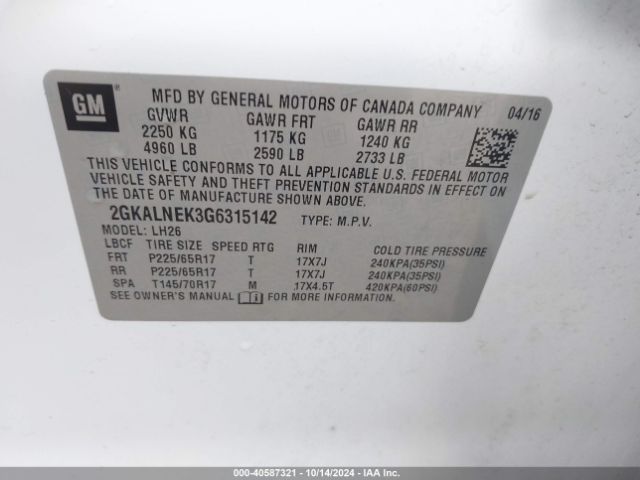 GM
MFD BY GENERAL MOTORS OF CANADA COMPANY 04/16
GVWR GAWR FRT GAWR RR
2250 KG 1175 KG 1240 KG
4960 LB 2590 LB 2733 LB
THIS VEHICLE CONFORMS TO ALL APPLICABLE U.S. FEDERAL MOTOR
VEHICLE SAFETY AND THEFT PREVENTION STANDARDS IN EFFECT ON
THE DATE OF MANUFACTURE SHOWN ABOVE.
2GKALNEK3G6315142 TYPE: M.P.V.
MODEL: LH26
LBCF TIRE SIZE SPEED RTG RIM COLD TIRE PRESSURE
FRT P225/65R17 T 17X7J 240KPA(35PSI)
RR P225/65R17 T 17X7J 240KPA(35PSI)
SPA T145/70R17 M 17X4.5T 420KPA(60PSI)
SEE OWNER'S MANUAL FOR MORE INFORMATION.
000-40587321 - 10/14/2024 - IAAI.com